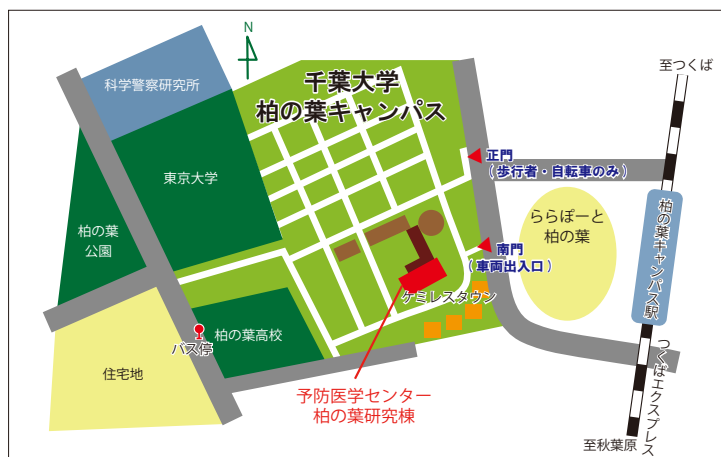 N
科学警察研究所
千葉大学
柏の葉キャンパス
至つくば
正門
(歩行者・自転車のみ)
東京大学
柏の葉
公園
ららぽーと
柏の葉
柏の葉キャンパス駅
南門
(車両出入口)
ケミレスタウン
柏の葉高校
バス停
住宅地
つくばエクスプレス
予防医学センター
柏の葉研究棟
至秋葉原